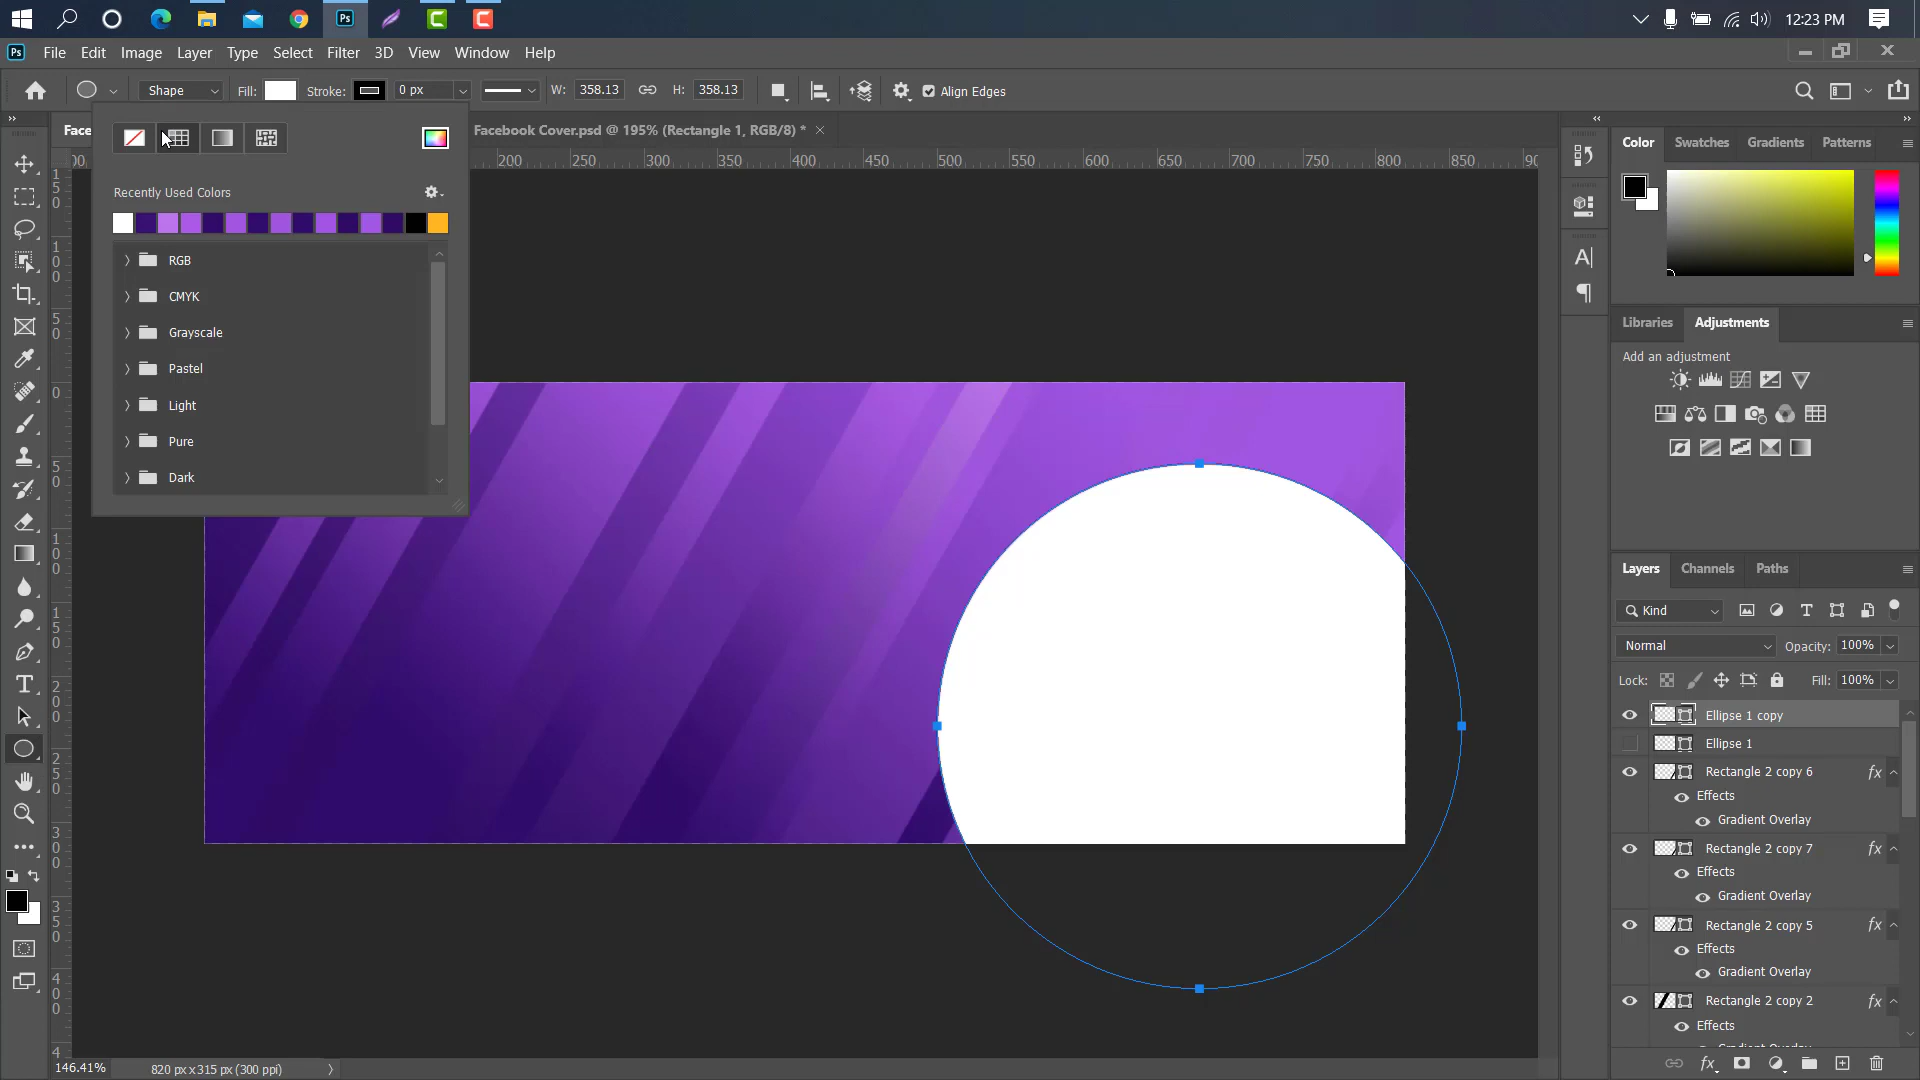 12:23 PM
Ps File Edit Image Layer Type Select Filter 3D View Window Help
Shape Fill: Stroke: 0 px W: 358.13 H: 358.13 Align Edges
Face
Facebook Cover.psd @ 195% (Rectangle 1, RGB/8) *
200 250 300 350 400 450 500 550 600 650 700 750 800 850
Recently Used Colors
RGB
CMYK
Grayscale
Pastel
Light
Pure
Dark
Color Swatches Gradients Patterns
Libraries Adjustments
Add an adjustment
Layers Channels Paths
Kind
Normal Opacity: 100%
Lock: Fill: 100%
Ellipse 1 copy
Ellipse 1
Rectangle 2 copy 6 fx
Effects
Gradient Overlay
Rectangle 2 copy 7 fx
Effects
Gradient Overlay
Rectangle 2 copy 5 fx
Effects
Gradient Overlay
Rectangle 2 copy 2 fx
Effects
146.41% 820 px x 315 px (300 ppi)